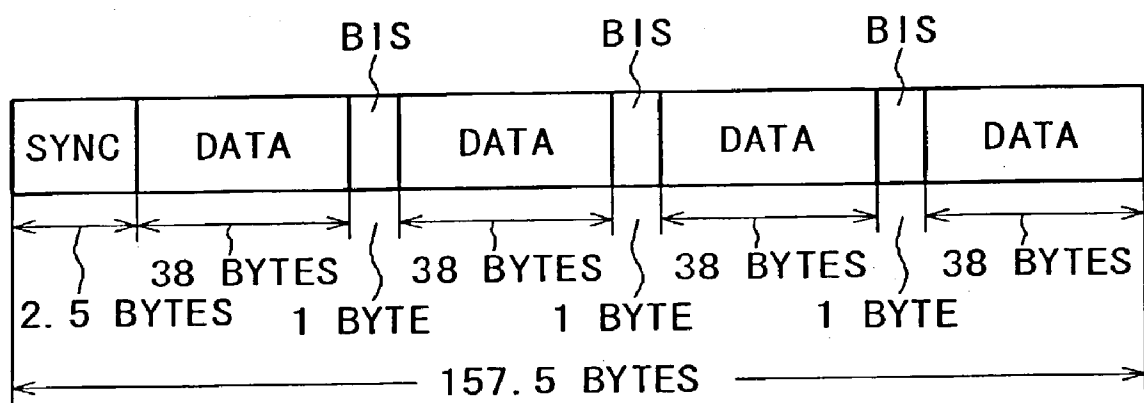 BIS BIS BIS
SYNC DATA DATA DATA DATA
38 BYTES 38 BYTES 38 BYTES 38 BYTES
2.5 BYTES 1 BYTE 1 BYTE 1 BYTE
157.5 BYTES